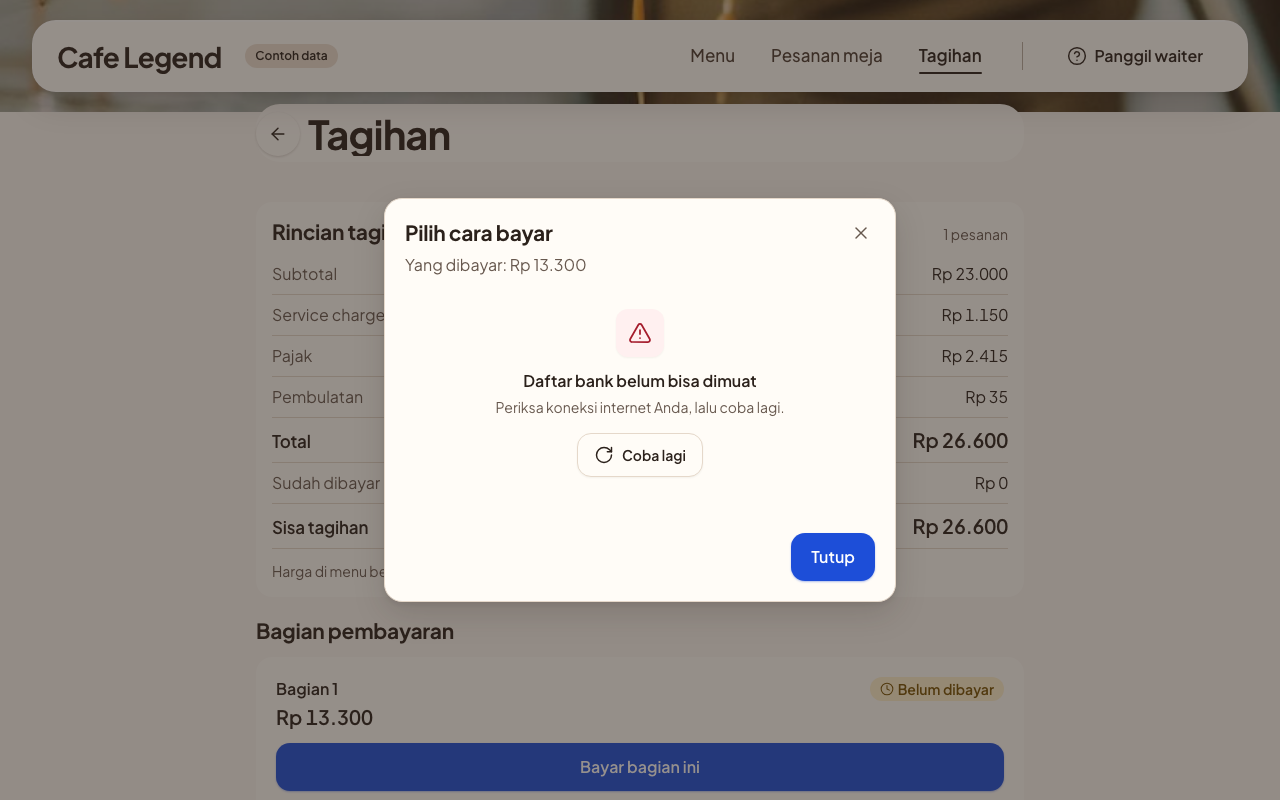 Cafe Legend
Contoh data
Menu
Pesanan meja
Tagihan
Panggil waiter
Tagihan
Rincian tagi
1 pesanan
Subtotal
Rp 23.000
Service charge
Rp 1.150
Pajak
Rp 2.415
Pembulatan
Rp 35
Total
Rp 26.600
Sudah dibayar
Rp 0
Sisa tagihan
Rp 26.600
Harga di menu be
Pilih cara bayar
Yang dibayar: Rp 13.300
Daftar bank belum bisa dimuat
Periksa koneksi internet Anda, lalu coba lagi.
Coba lagi
Tutup
Bagian pembayaran
Bagian 1
Belum dibayar
Rp 13.300
Bayar bagian ini